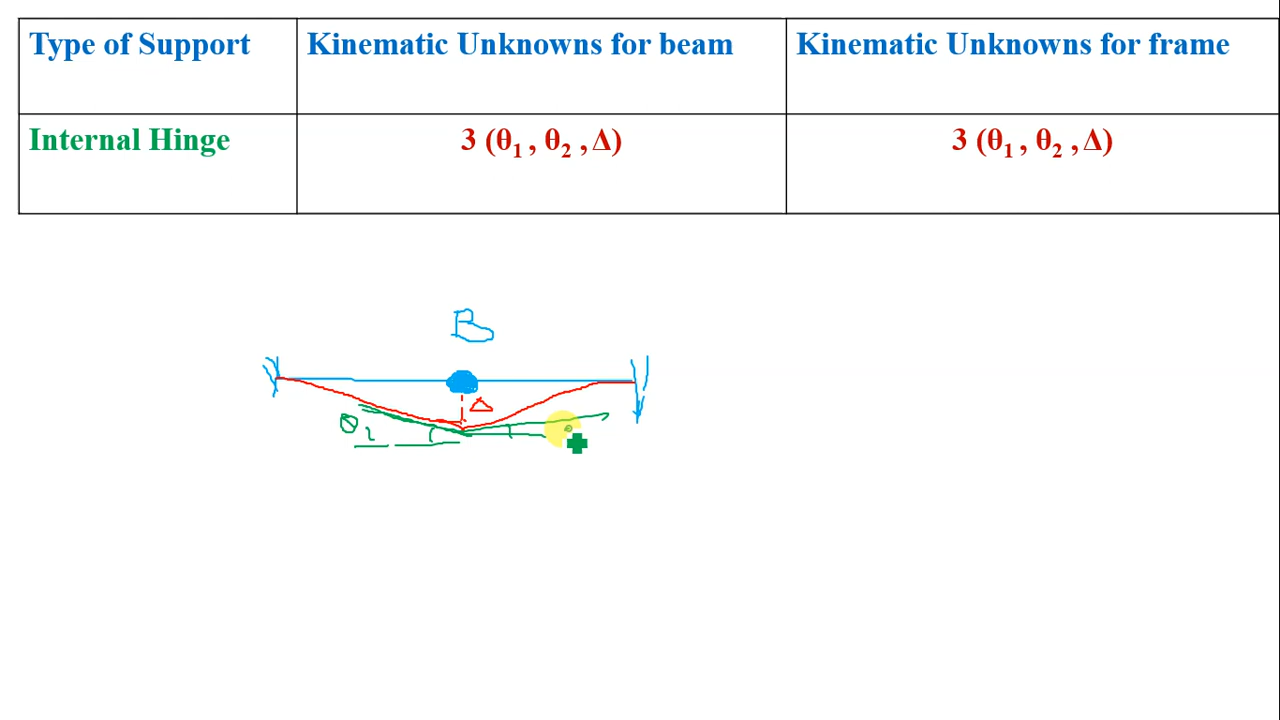 Type of Support
Kinematic Unknowns for beam
Kinematic Unknowns for frame
Internal Hinge
3 (θ₁ , θ₂ , Δ)
3 (θ₁ , θ₂ , Δ)
B
Δ
θ₁